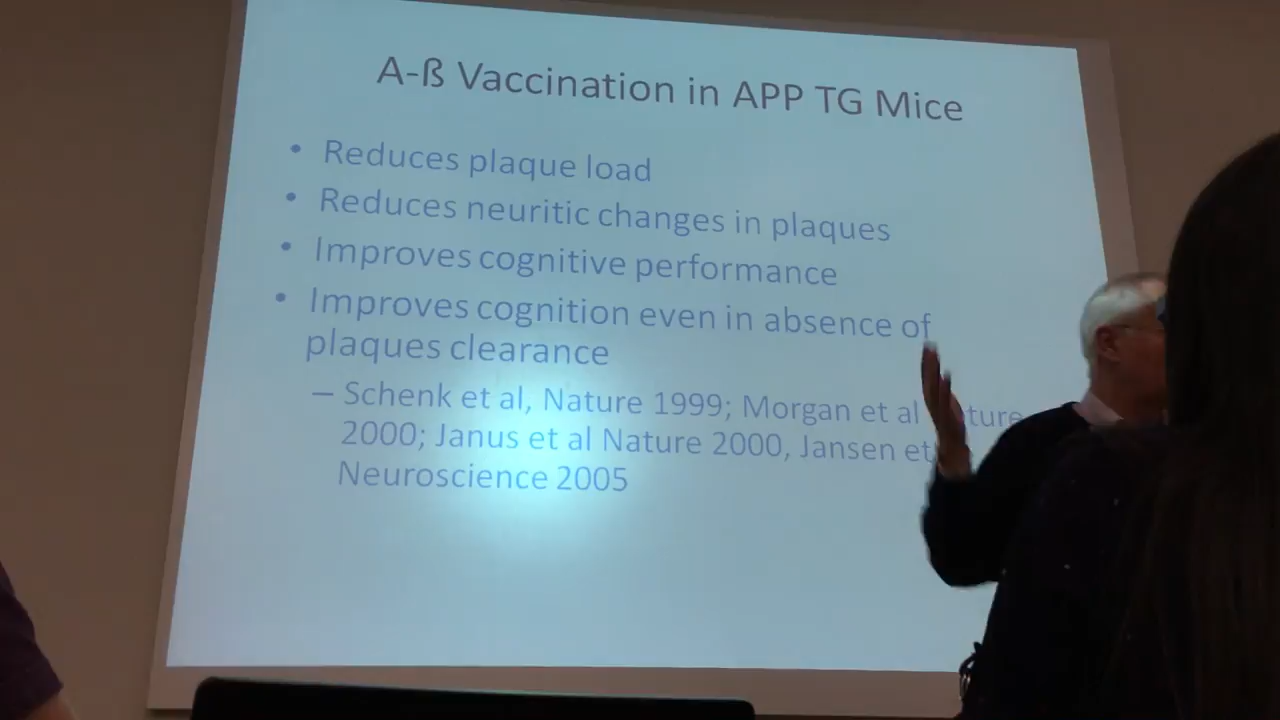 A-ß Vaccination in APP TG Mice
• Reduces plaque load
• Reduces neuritic changes in plaques
• Improves cognitive performance
• Improves cognition even in absence of
plaques clearance
– Schenk et al, Nature 1999; Morgan et al
2000; Janus et al Nature 2000, Jansen et
Neuroscience 2005